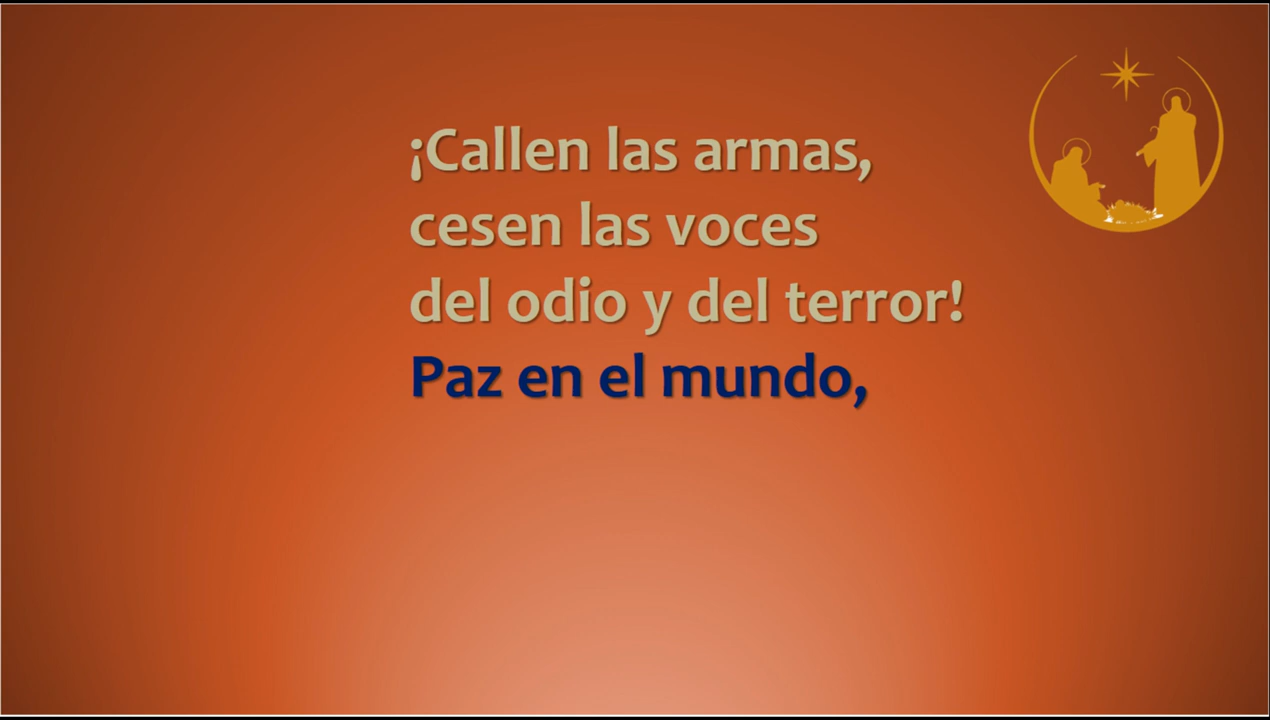 ¡Callen las armas,
cesen las voces
del odio y del terror!
Paz en el mundo,